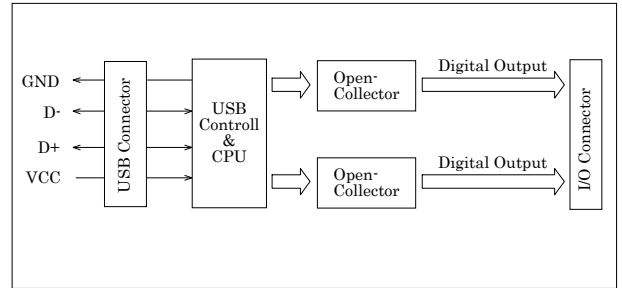 GND
D-
D+
VCC
USB Connector
USB
Controll
&
CPU
Open-
Collector
Digital Output
Open-
Collector
Digital Output
I/O Connector